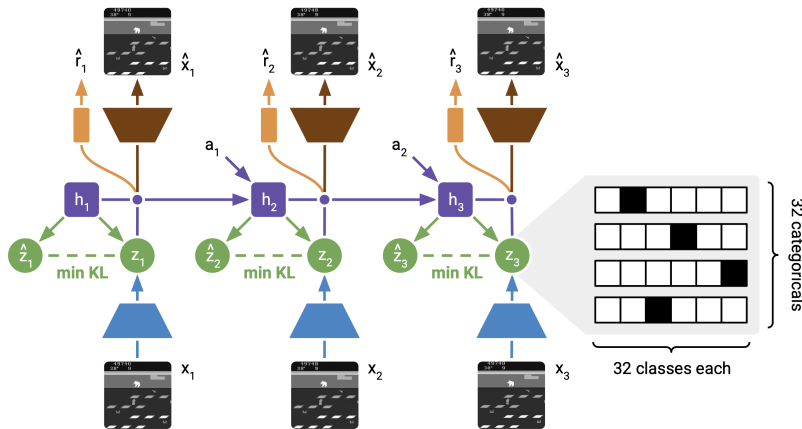 r̂₁
x̂₁
r̂₂
x̂₂
r̂₃
x̂₃
a₁
a₂
h₁
h₂
h₃
ẑ₁
z₁
ẑ₂
z₂
ẑ₃
z₃
min KL
min KL
min KL
x₁
x₂
x₃
32 categoricals
32 classes each